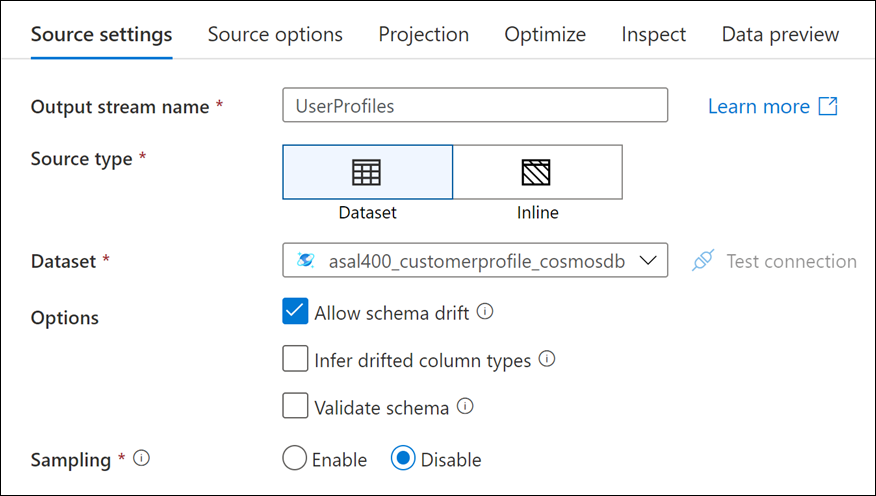 Source settings Source options Projection Optimize Inspect Data preview
Output stream name * UserProfiles Learn more
Source type *
Dataset Inline
Dataset * asal400_customerprofile_cosmosdb Test connection
Options Allow schema drift
Infer drifted column types
Validate schema
Sampling * Enable Disable